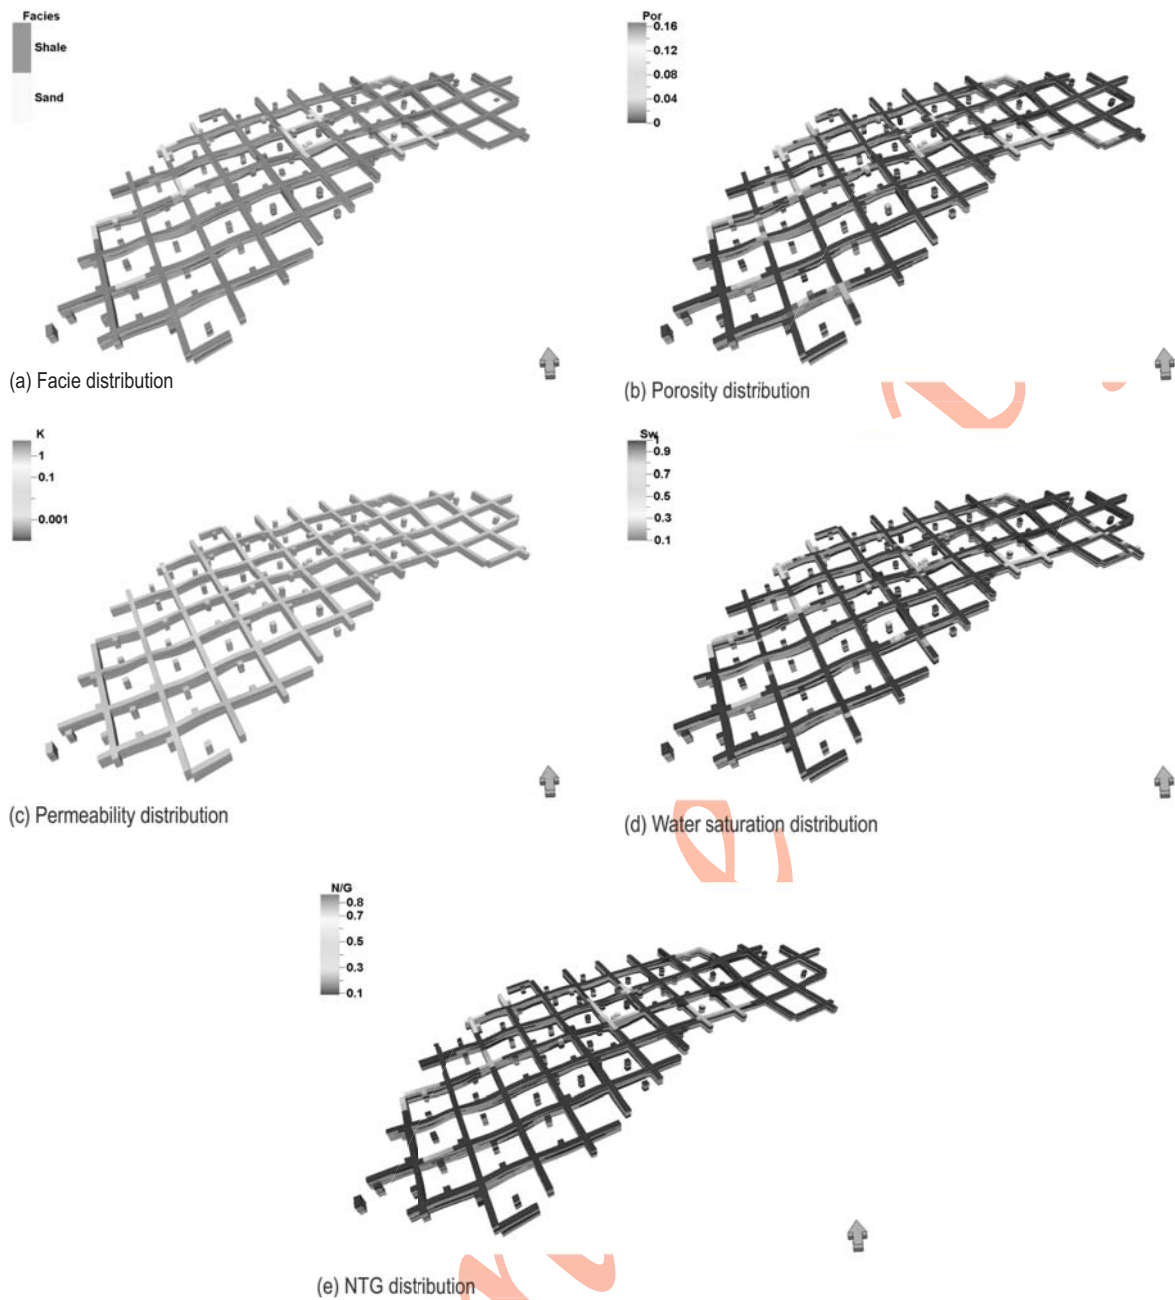 Facies
Shale
Sand
(a) Facie distribution
Por
0.16
0.12
0.08
0.04
0
(b) Porosity distribution
K
1
0.1
0.001
(c) Permeability distribution
Sw
1
0.9
0.7
0.5
0.3
0.1
(d) Water saturation distribution
N/G
0.8
0.7
0.5
0.3
0.1
(e) NTG distribution